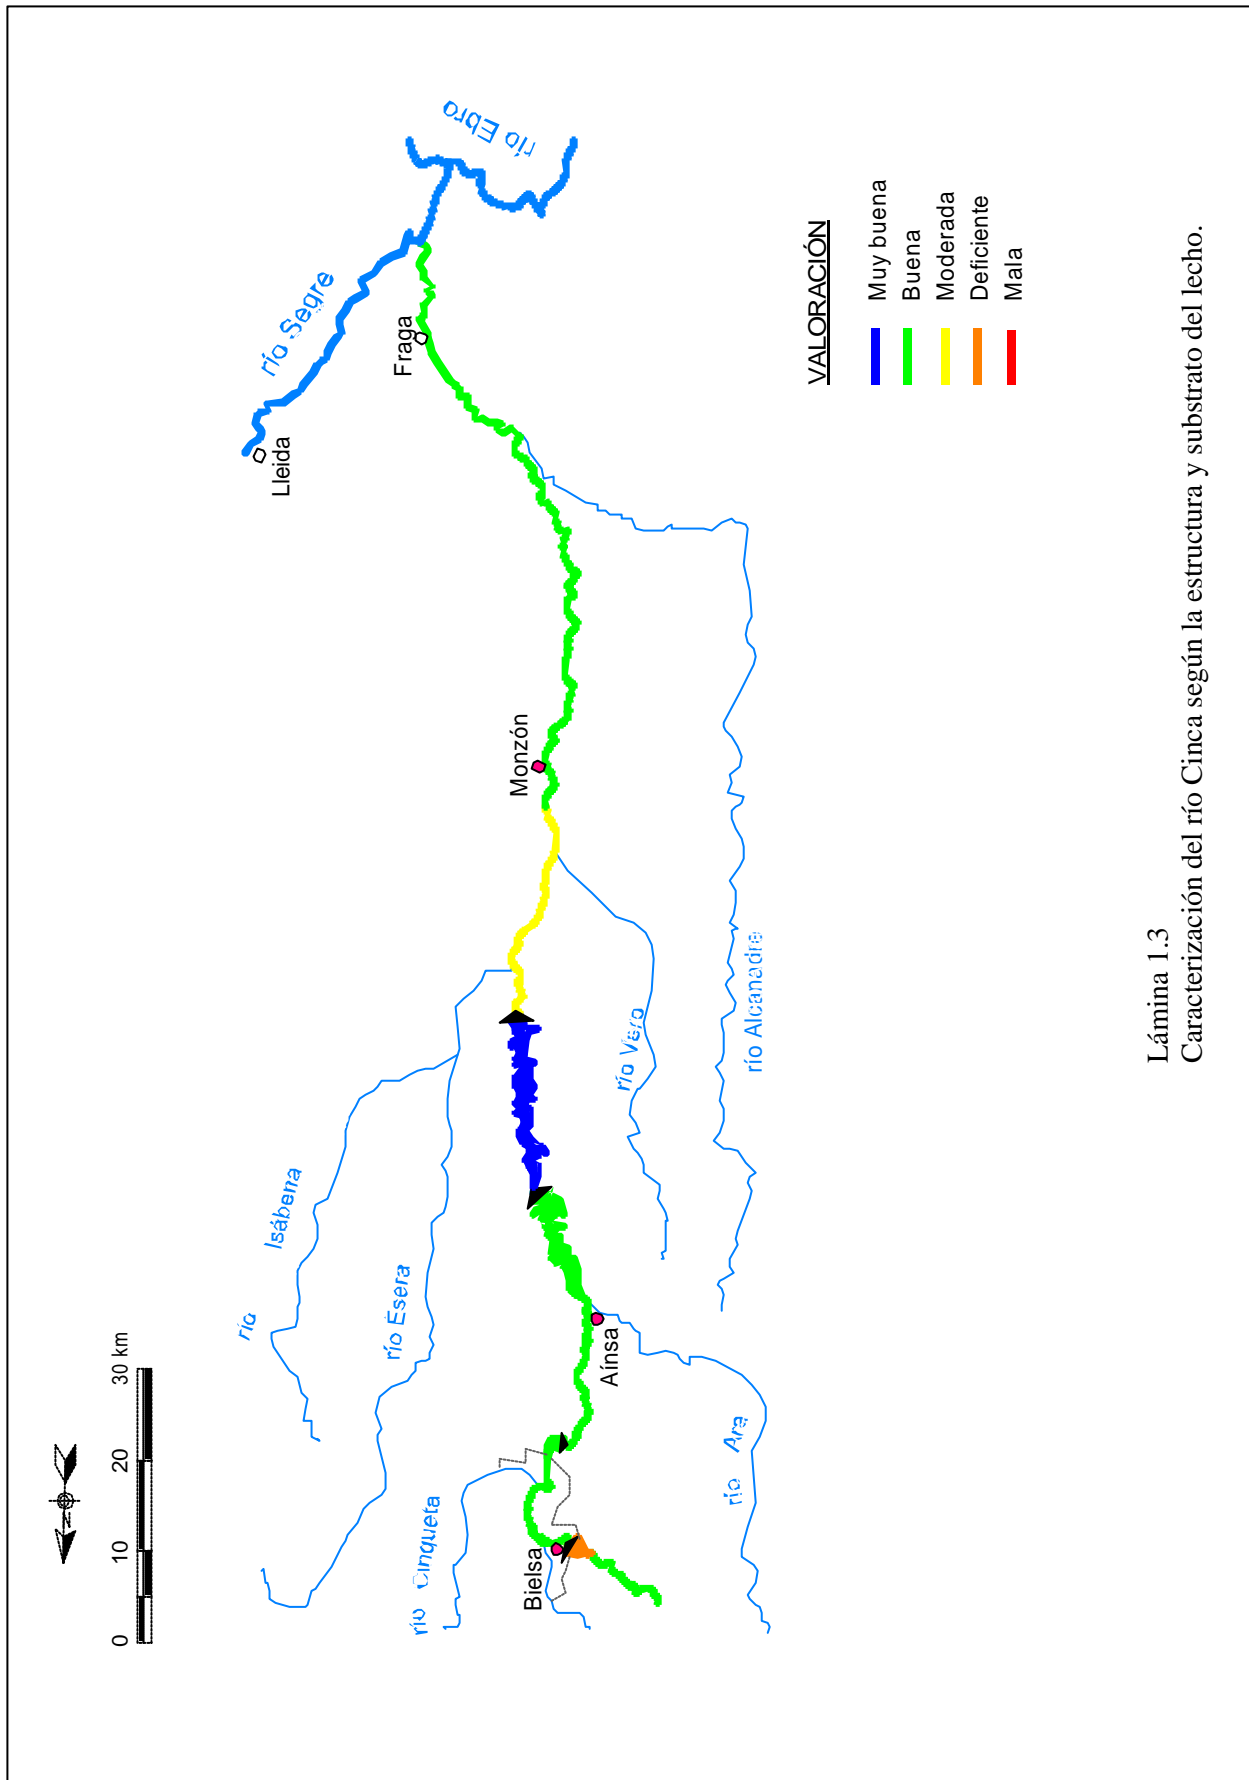 0 10 20 30 km
N
río Cinqueta
río Esera
río Isábena
río Segre
Lleida
río Ebro
Fraga
Monzón
Bielsa
Aínsa
río Ara
río Vero
río Alcanadre
VALORACIÓN
Muy buena
Buena
Moderada
Deficiente
Mala
Lámina 1.3
Caracterización del río Cinca según la estructura y substrato del lecho.